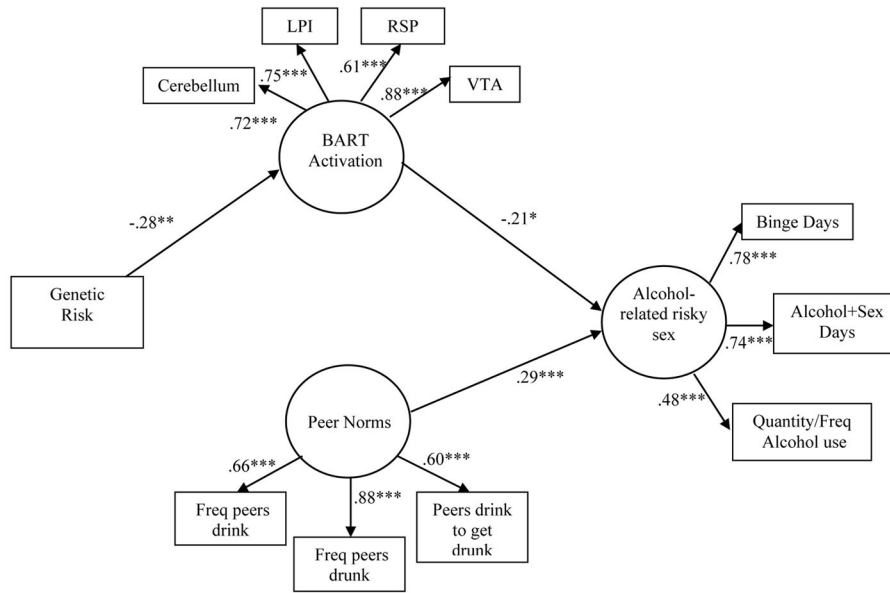 LPI
RSP
.75***
.61***
Cerebellum
.88***
VTA
.72***
BART
Activation
-.28**
-.21*
Binge Days
.78***
Genetic
Risk
Alcohol-
related risky
sex
Alcohol+Sex
Days
.74***
.29***
.48***
Quantity/Freq
Alcohol use
Peer Norms
.66***
.88***
.60***
Freq peers
drink
Freq peers
drunk
Peers drink
to get
drunk